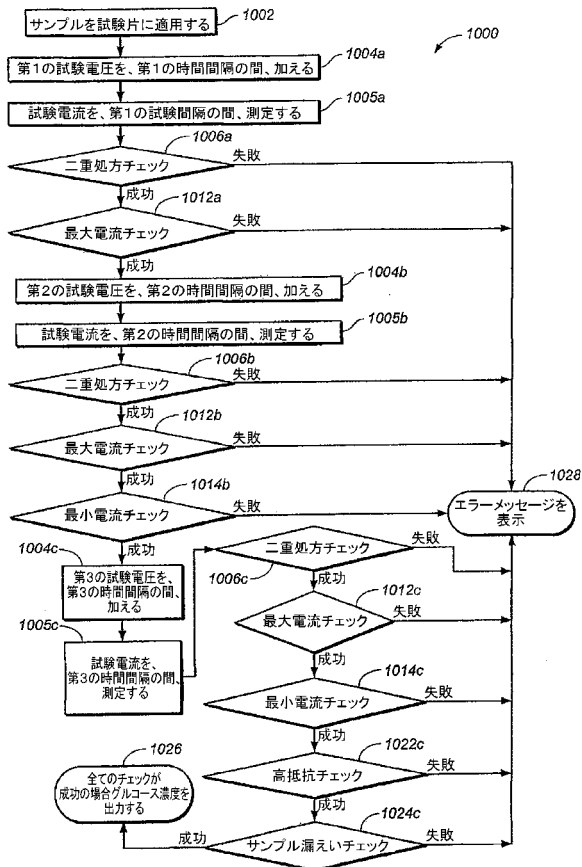 サンプルを試験片に適用する
1002
1000
第1の試験電圧を、第1の時間間隔の間、加える
1004a
試験電流を、第1の試験間隔の間、測定する
1005a
1006a
二重処方チェック
失敗
成功
1012a
最大電流チェック
失敗
成功
第2の試験電圧を、第2の時間間隔の間、加える
1004b
試験電流を、第2の時間間隔の間、測定する
1005b
1006b
二重処方チェック
失敗
成功
1012b
最大電流チェック
失敗
成功
1014b
最小電流チェック
失敗
成功
1028
エラーメッセージを
表示
1004c
第3の試験電圧を、
第3の時間間隔の間、
加える
1005c
試験電流を、
第3の時間間隔の間、
測定する
二重処方チェック
失敗
1006c
成功
1012c
最大電流チェック
失敗
成功
1014c
最小電流チェック
失敗
成功
1022c
高抵抗チェック
失敗
成功
1024c
サンプル漏えいチェック
失敗
成功
1026
全てのチェックが
成功の場合グルコース濃度を
出力する